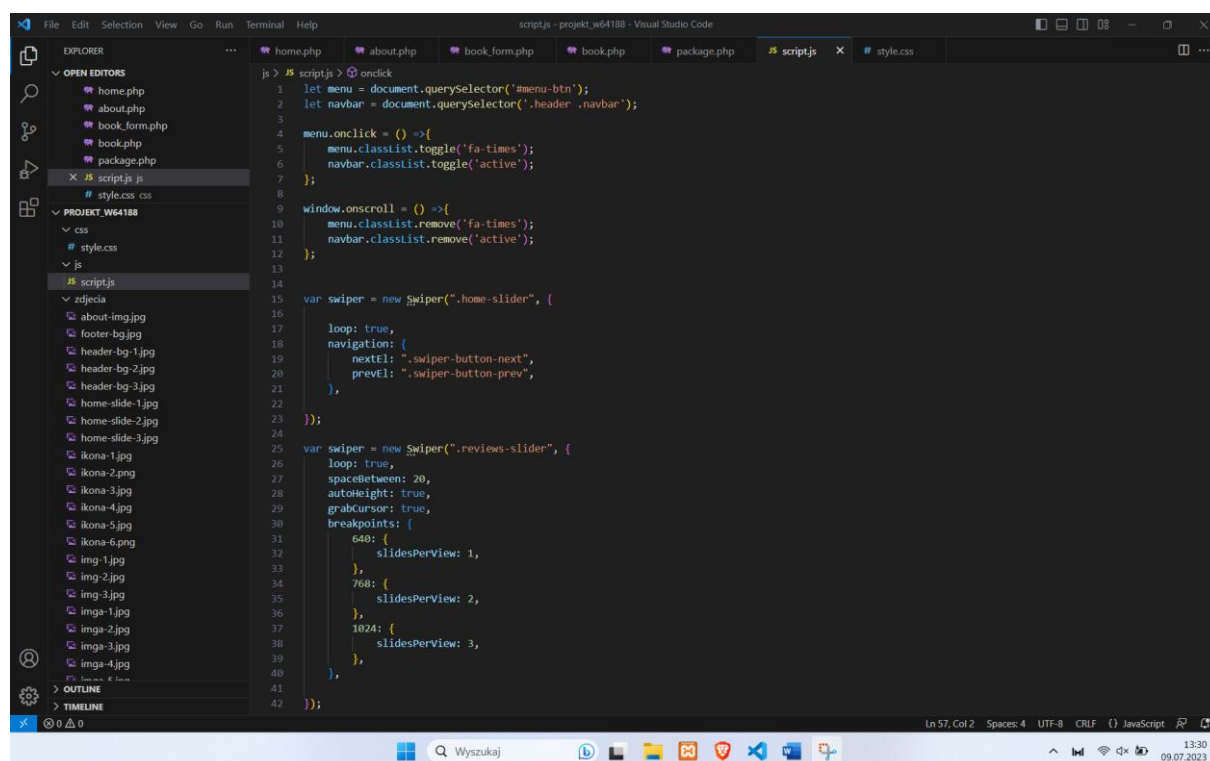 File Edit Selection View Go Run Terminal Help script.js - projekt_w64188 - Visual Studio Code
EXPLORER ...
home.php about.php book_form.php book.php package.php JS script.js # style.css
OPEN EDITORS
home.php
about.php
book_form.php
book.php
package.php
JS script.js js
# style.css css
PROJEKT_W64188
css
# style.css
js
JS script.js
zdjecia
about-img.jpg
footer-bg.jpg
header-bg-1.jpg
header-bg-2.jpg
header-bg-3.jpg
home-slide-1.jpg
home-slide-2.jpg
home-slide-3.jpg
ikona-1.jpg
ikona-2.png
ikona-3.jpg
ikona-4.jpg
ikona-5.jpg
ikona-6.png
img-1.jpg
img-2.jpg
img-3.jpg
imga-1.jpg
imga-2.jpg
imga-3.jpg
imga-4.jpg
OUTLINE
TIMELINE
js > JS script.js > onclick
1 let menu = document.querySelector('#menu-btn');
2 let navbar = document.querySelector('.header .navbar');
3
4 menu.onclick = () =>{
5 menu.classList.toggle('fa-times');
6 navbar.classList.toggle('active');
7 };
8
9 window.onscroll = () =>{
10 menu.classList.remove('fa-times');
11 navbar.classList.remove('active');
12 };
13
14
15 var swiper = new Swiper(".home-slider", {
16
17 loop: true,
18 navigation: {
19 nextEl: ".swiper-button-next",
20 prevEl: ".swiper-button-prev",
21 },
22
23 });
24
25 var swiper = new Swiper(".reviews-slider", {
26 loop: true,
27 spaceBetween: 20,
28 autoHeight: true,
29 grabCursor: true,
30 breakpoints: {
31 640: {
32 slidesPerView: 1,
33 },
34 768: {
35 slidesPerView: 2,
36 },
37 1024: {
38 slidesPerView: 3,
39 },
40 },
41
42 });
0 0 Ln 57, Col 2 Spaces: 4 UTF-8 CRLF {} JavaScript
Wyszukaj
13:30
09.07.2023